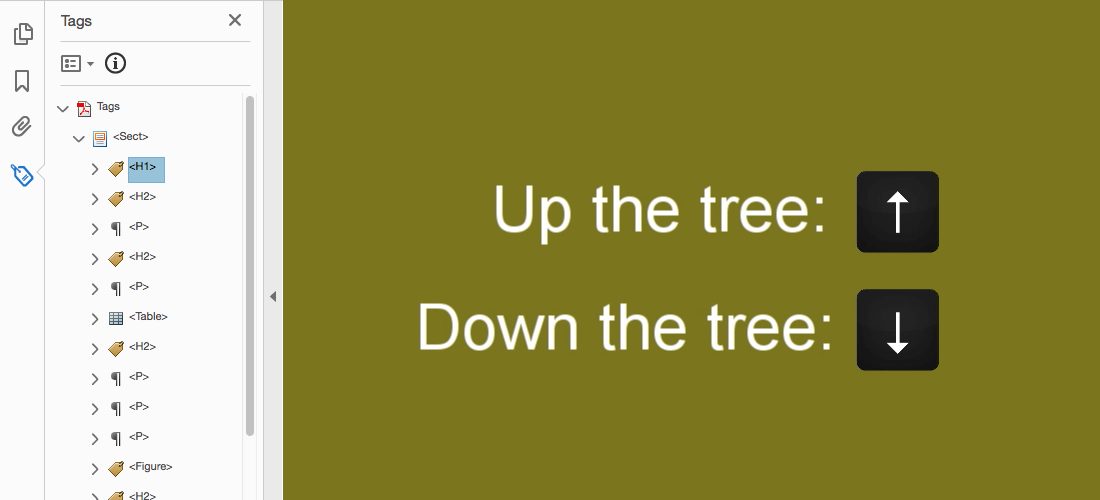 Tags
Tags
<Sect>
<H1>
<H2>
<P>
<H2>
<P>
<Table>
<H2>
<P>
<P>
<P>
<Figure>
<H2>
Up the tree: ↑
Down the tree: ↓